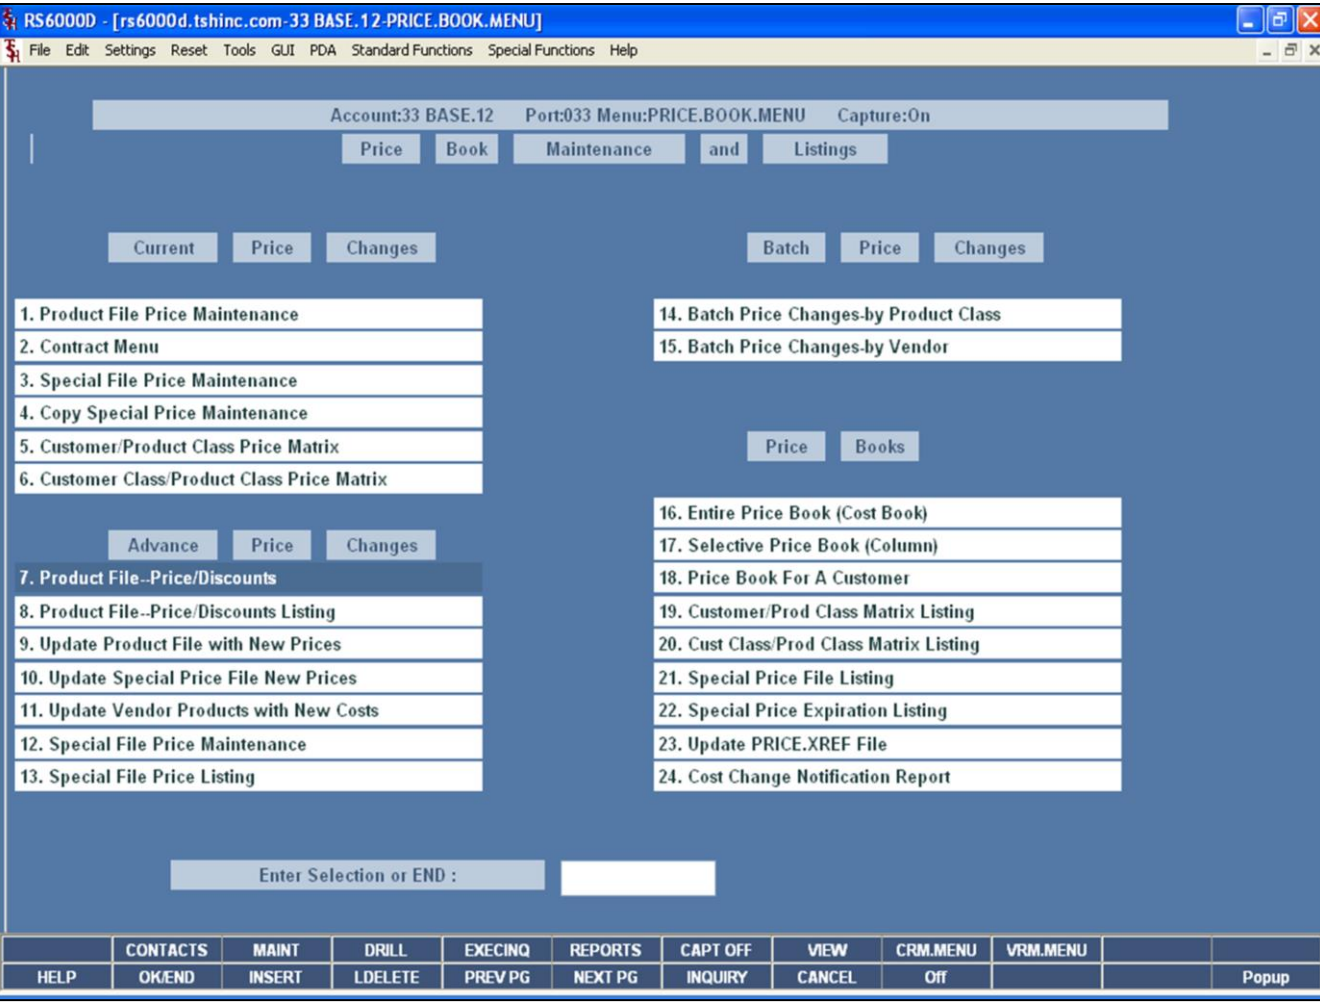 RS6000D - [rs6000d.tshinc.com-33 BASE.12-PRICE.BOOK.MENU]
File Edit Settings Reset Tools GUI PDA Standard Functions Special Functions Help
Account:33 BASE.12 Port:033 Menu:PRICE.BOOK.MENU Capture:On
Price Book Maintenance and Listings
Current Price Changes
1. Product File Price Maintenance
2. Contract Menu
3. Special File Price Maintenance
4. Copy Special Price Maintenance
5. Customer/Product Class Price Matrix
6. Customer Class/Product Class Price Matrix
Advance Price Changes
7. Product File--Price/Discounts
8. Product File--Price/Discounts Listing
9. Update Product File with New Prices
10. Update Special Price File New Prices
11. Update Vendor Products with New Costs
12. Special File Price Maintenance
13. Special File Price Listing
Batch Price Changes
14. Batch Price Changes-by Product Class
15. Batch Price Changes-by Vendor
Price Books
16. Entire Price Book (Cost Book)
17. Selective Price Book (Column)
18. Price Book For A Customer
19. Customer/Prod Class Matrix Listing
20. Cust Class/Prod Class Matrix Listing
21. Special Price File Listing
22. Special Price Expiration Listing
23. Update PRICE.XREF File
24. Cost Change Notification Report
Enter Selection or END :
CONTACTS MAINT DRILL EXECINQ REPORTS CAPT OFF VIEW CRM.MENU VRM.MENU
HELP OK/END INSERT LDELETE PREV PG NEXT PG INQUIRY CANCEL Off Popup